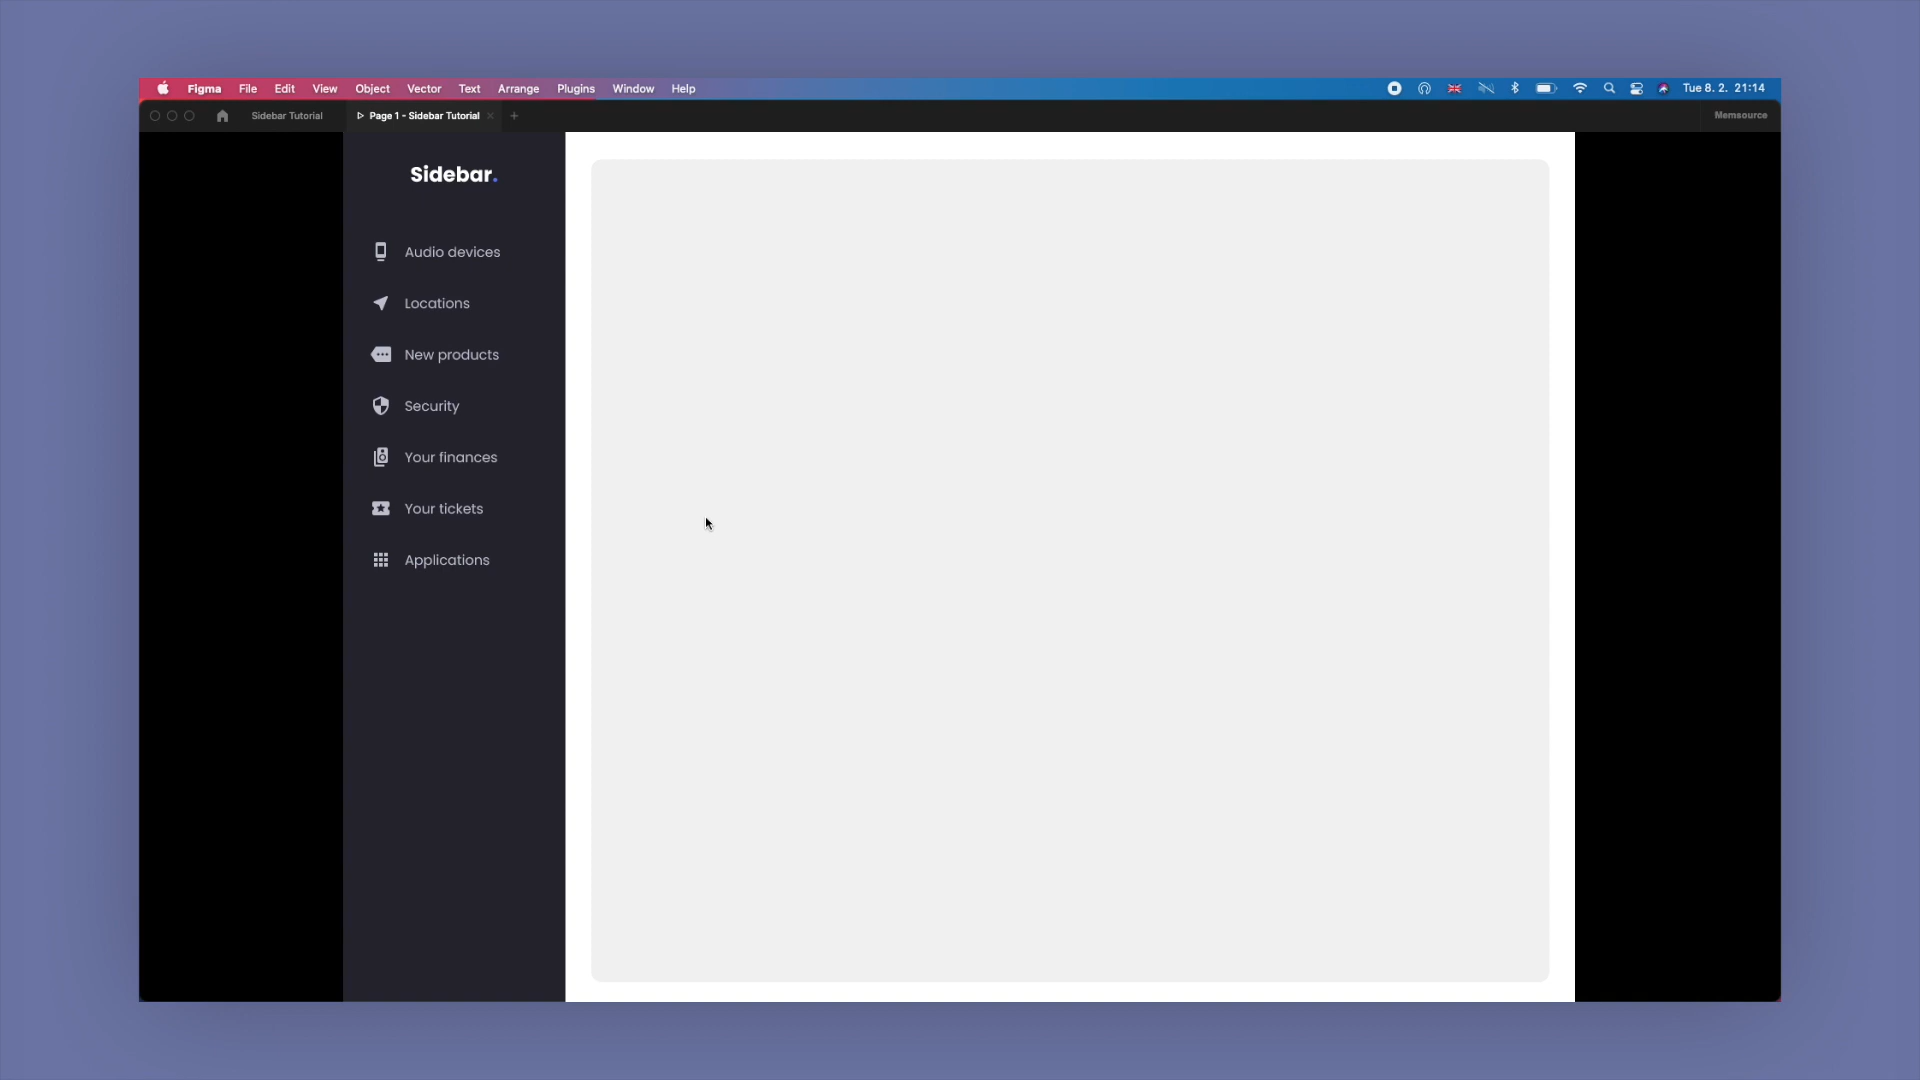 Figma File Edit View Object Vector Text Arrange Plugins Window Help Tue 8. 2. 21:14
Sidebar Tutorial Page 1 - Sidebar Tutorial Memsource
Sidebar.
Audio devices
Locations
New products
Security
Your finances
Your tickets
Applications